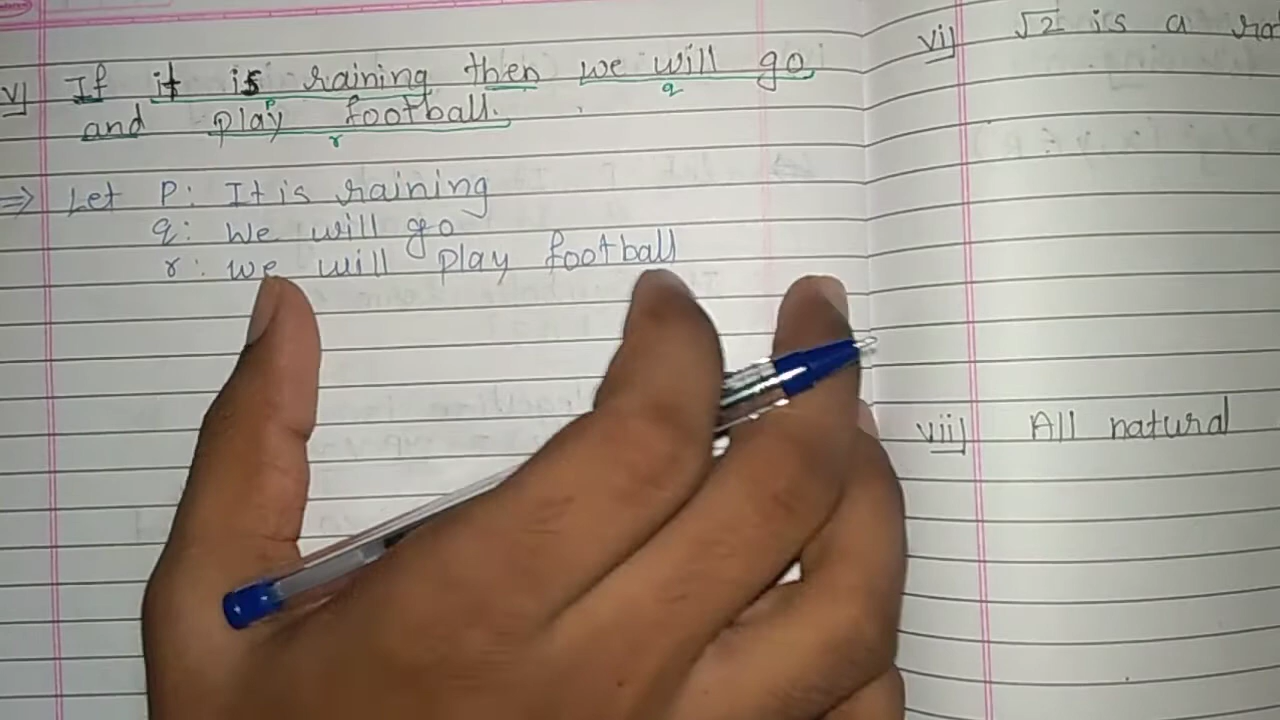 v) If it is raining then we will go
p q
and play football.
r
⇒ Let P: It is raining
q: We will go
r: we will play football
vi) √2 is a
vii) All natural